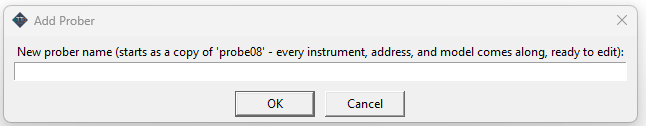 Add Prober
New prober name (starts as a copy of 'probe08' - every instrument, address, and model comes along, ready to edit):
OK
Cancel